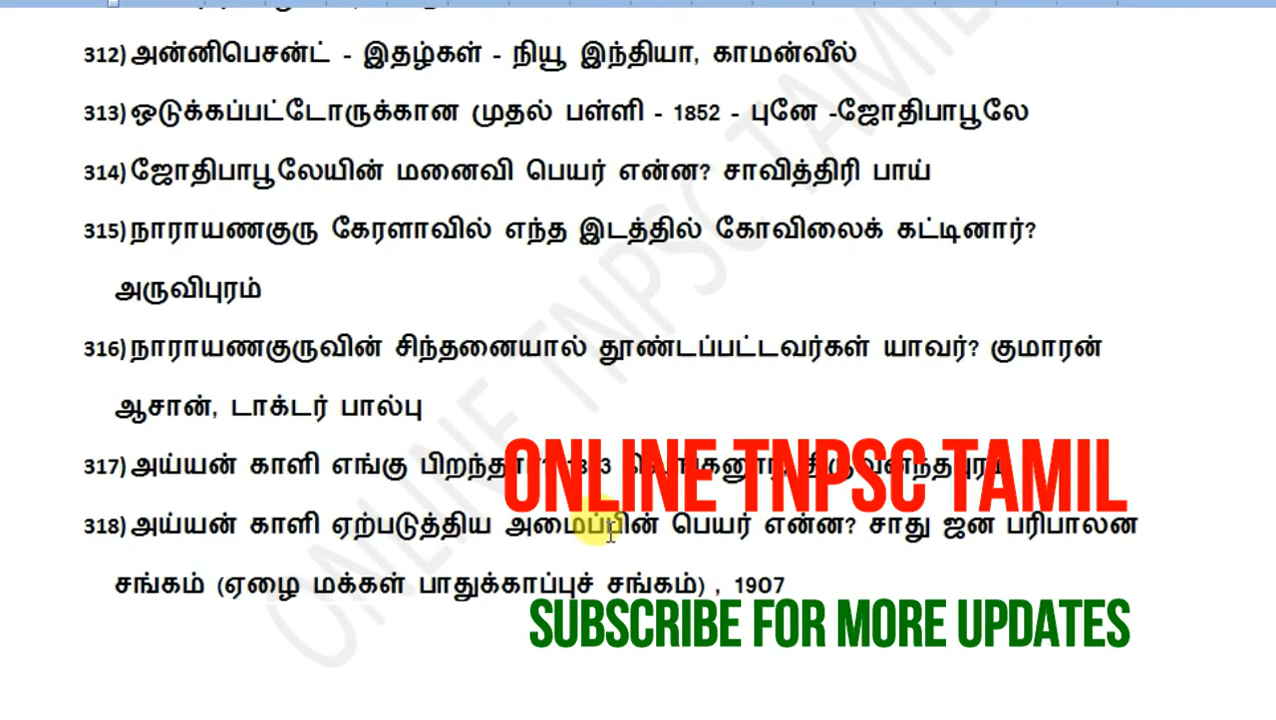 312) அன்னிபெசன்ட் - இதழ்கள் - நியூ இந்தியா, காமன்வீல்
313) ஒடுக்கப்பட்டோருக்கான முதல் பள்ளி - 1852 - புனே -ஜோதிபாபூலே
314) ஜோதிபாபூலேயின் மனைவி பெயர் என்ன? சாவித்திரி பாய்
315) நாராயணகுரு கேரளாவில் எந்த இடத்தில் கோவிலைக் கட்டினார்?
அருவிபுரம்
316) நாராயணகுருவின் சிந்தனையால் தூண்டப்பட்டவர்கள் யாவர்? குமாரன்
ஆசான், டாக்டர் பால்பு
317) அய்யன் காளி எங்கு
ONLINE TNPSC TAMIL
318) அய்யன் காளி ஏற்படுத்திய அமைப்பின் பெயர் என்ன? சாது ஜன பரிபாலன
சங்கம் (ஏழை மக்கள் பாதுக்காப்புச் சங்கம்) , 1907
SUBSCRIBE FOR MORE UPDATES
ONLINE TNPSC TAMIL